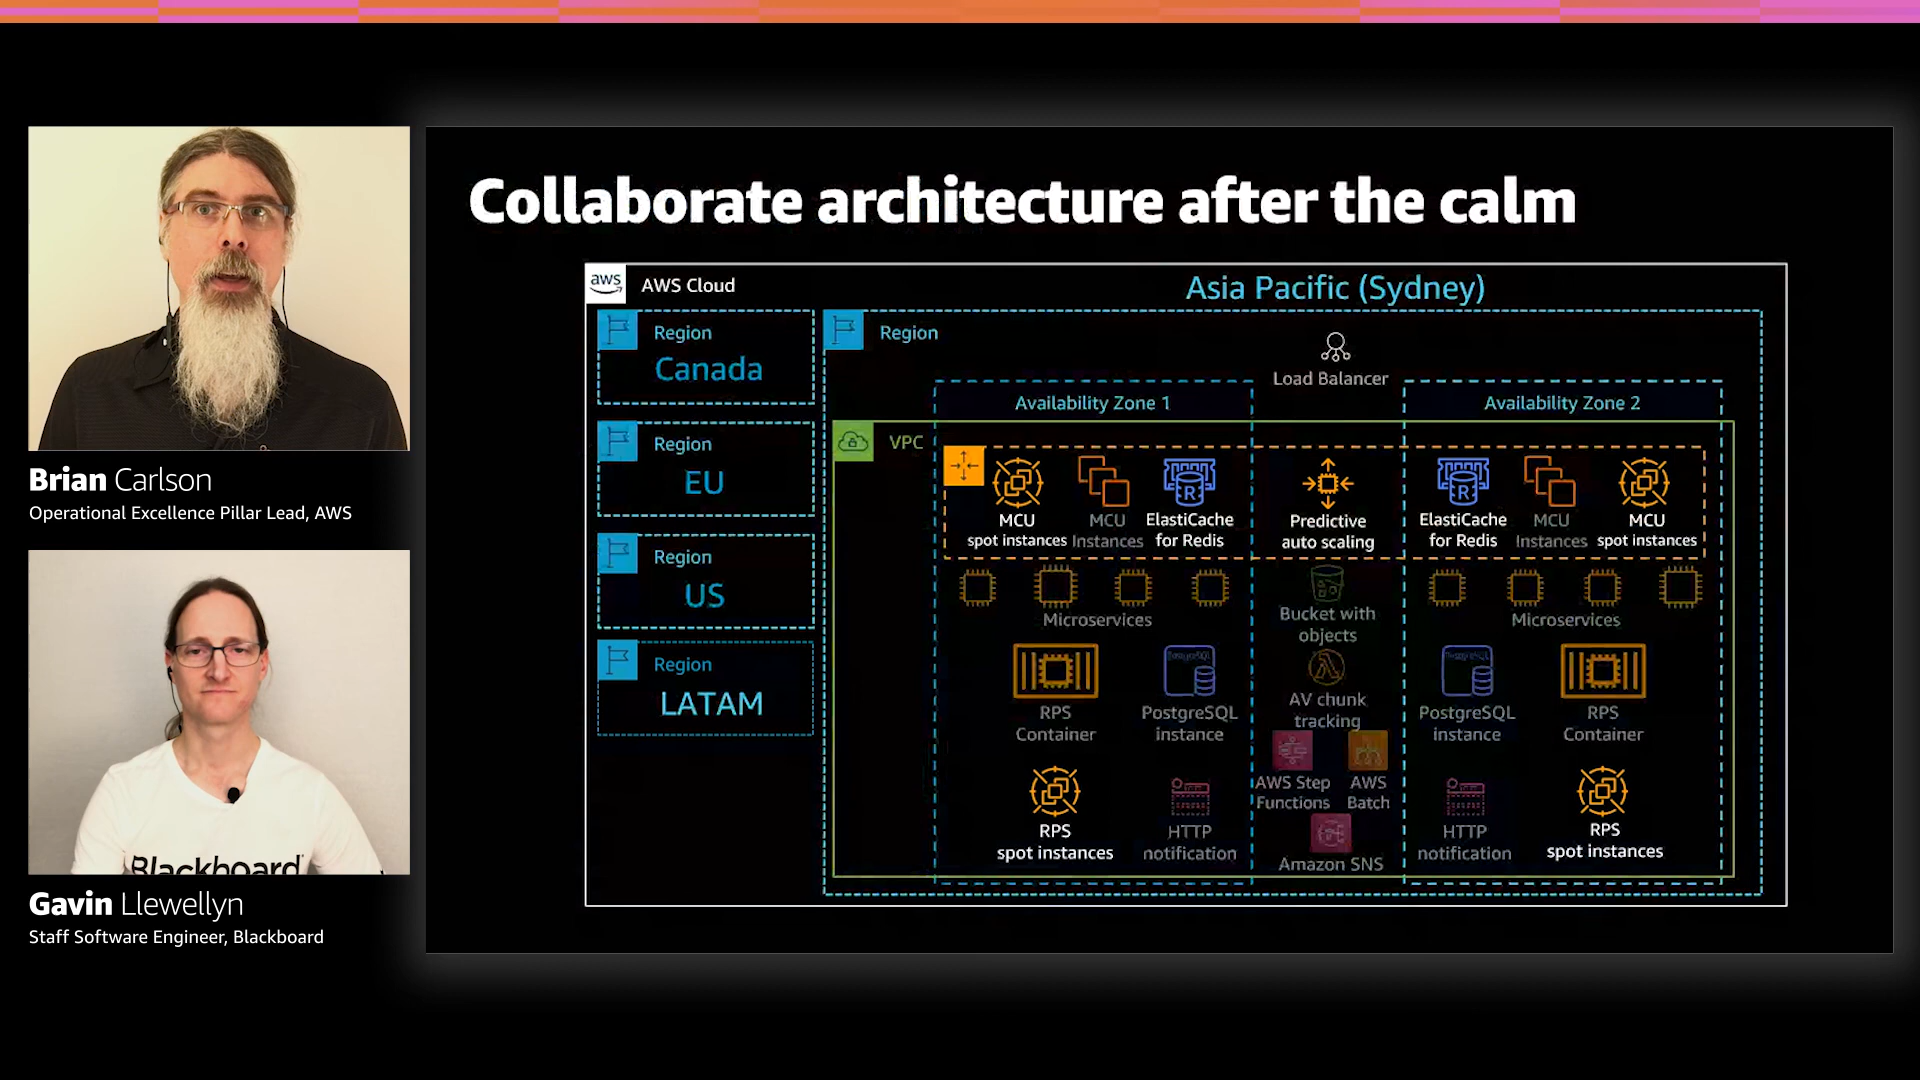 Collaborate architecture after the calm
aws
AWS Cloud
Asia Pacific (Sydney)
Region
Canada
Region
EU
Region
US
Region
LATAM
Region
Load Balancer
Availability Zone 1
Availability Zone 2
VPC
MCU
spot instances
MCU
Instances
ElastiCache
for Redis
Predictive
auto scaling
ElastiCache
for Redis
MCU
Instances
MCU
spot instances
Microservices
Bucket with
objects
Microservices
RPS
Container
PostgreSQL
instance
AV chunk
tracking
PostgreSQL
instance
RPS
Container
RPS
spot instances
HTTP
notification
AWS Step
Functions
AWS
Batch
Amazon SNS
HTTP
notification
RPS
spot instances
Brian Carlson
Operational Excellence Pillar Lead, AWS
Blackboard
Gavin Llewellyn
Staff Software Engineer, Blackboard